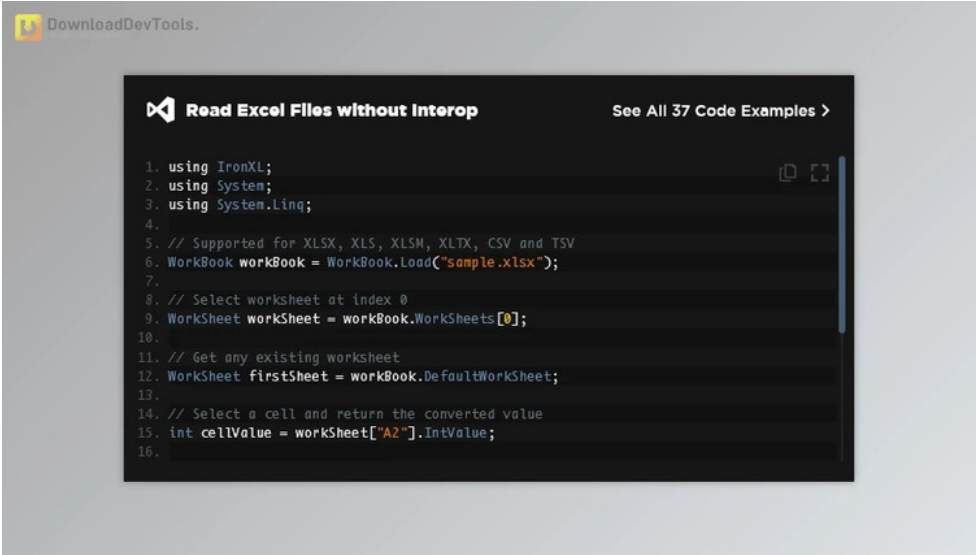 DownloadDevTools.
Read Excel Files without Interop
See All 37 Code Examples >
1. using IronXL;
2. using System;
3. using System.Linq;
4.
5. // Supported for XLSX, XLS, XLSM, XLTX, CSV and TSV
6. WorkBook workBook = WorkBook.Load("sample.xlsx");
7.
8. // Select worksheet at index 0
9. WorkSheet workSheet = workBook.WorkSheets[0];
10.
11. // Get any existing worksheet
12. WorkSheet firstSheet = workBook.DefaultWorkSheet;
13.
14. // Select a cell and return the converted value
15. int cellValue = workSheet["A2"].IntValue;
16.